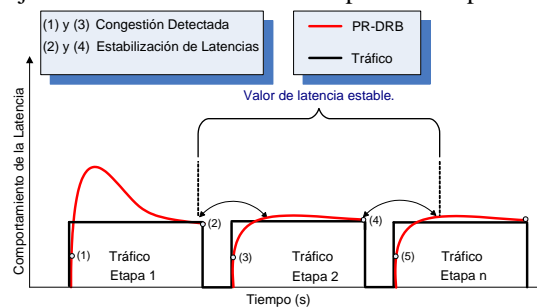 (1) y (3) Congestión Detectada
(2) y (4) Estabilización de Latencias
PR-DRB
Tráfico
Valor de latencia estable.
Comportamiento de la Latencia
(1)
Tráfico
Etapa 1
(2)
(3)
Tráfico
Etapa 2
(4)
(5)
Tráfico
Etapa n
Tiempo (s)